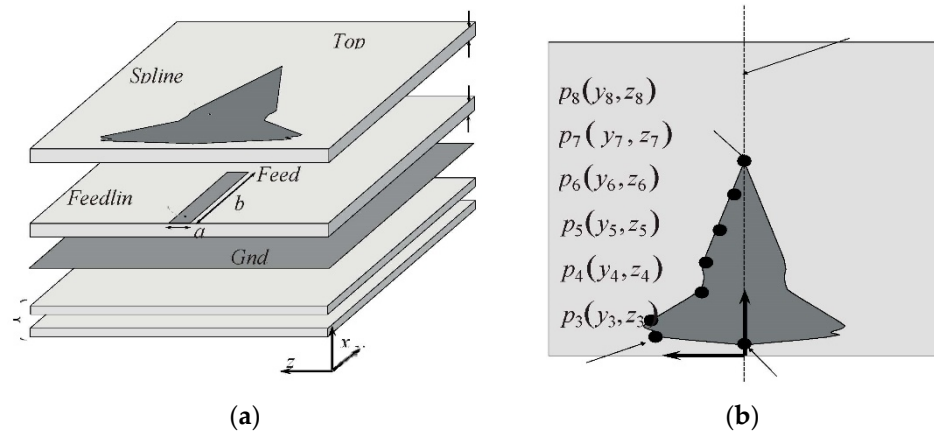 Top
Spline
Feed
Feedlin
b
a
Gnd
x
z
(a)
p8(y8, z8)
p7(y7, z7)
p6(y6, z6)
p5(y5, z5)
p4(y4, z4)
p3(y3, z3)
(b)